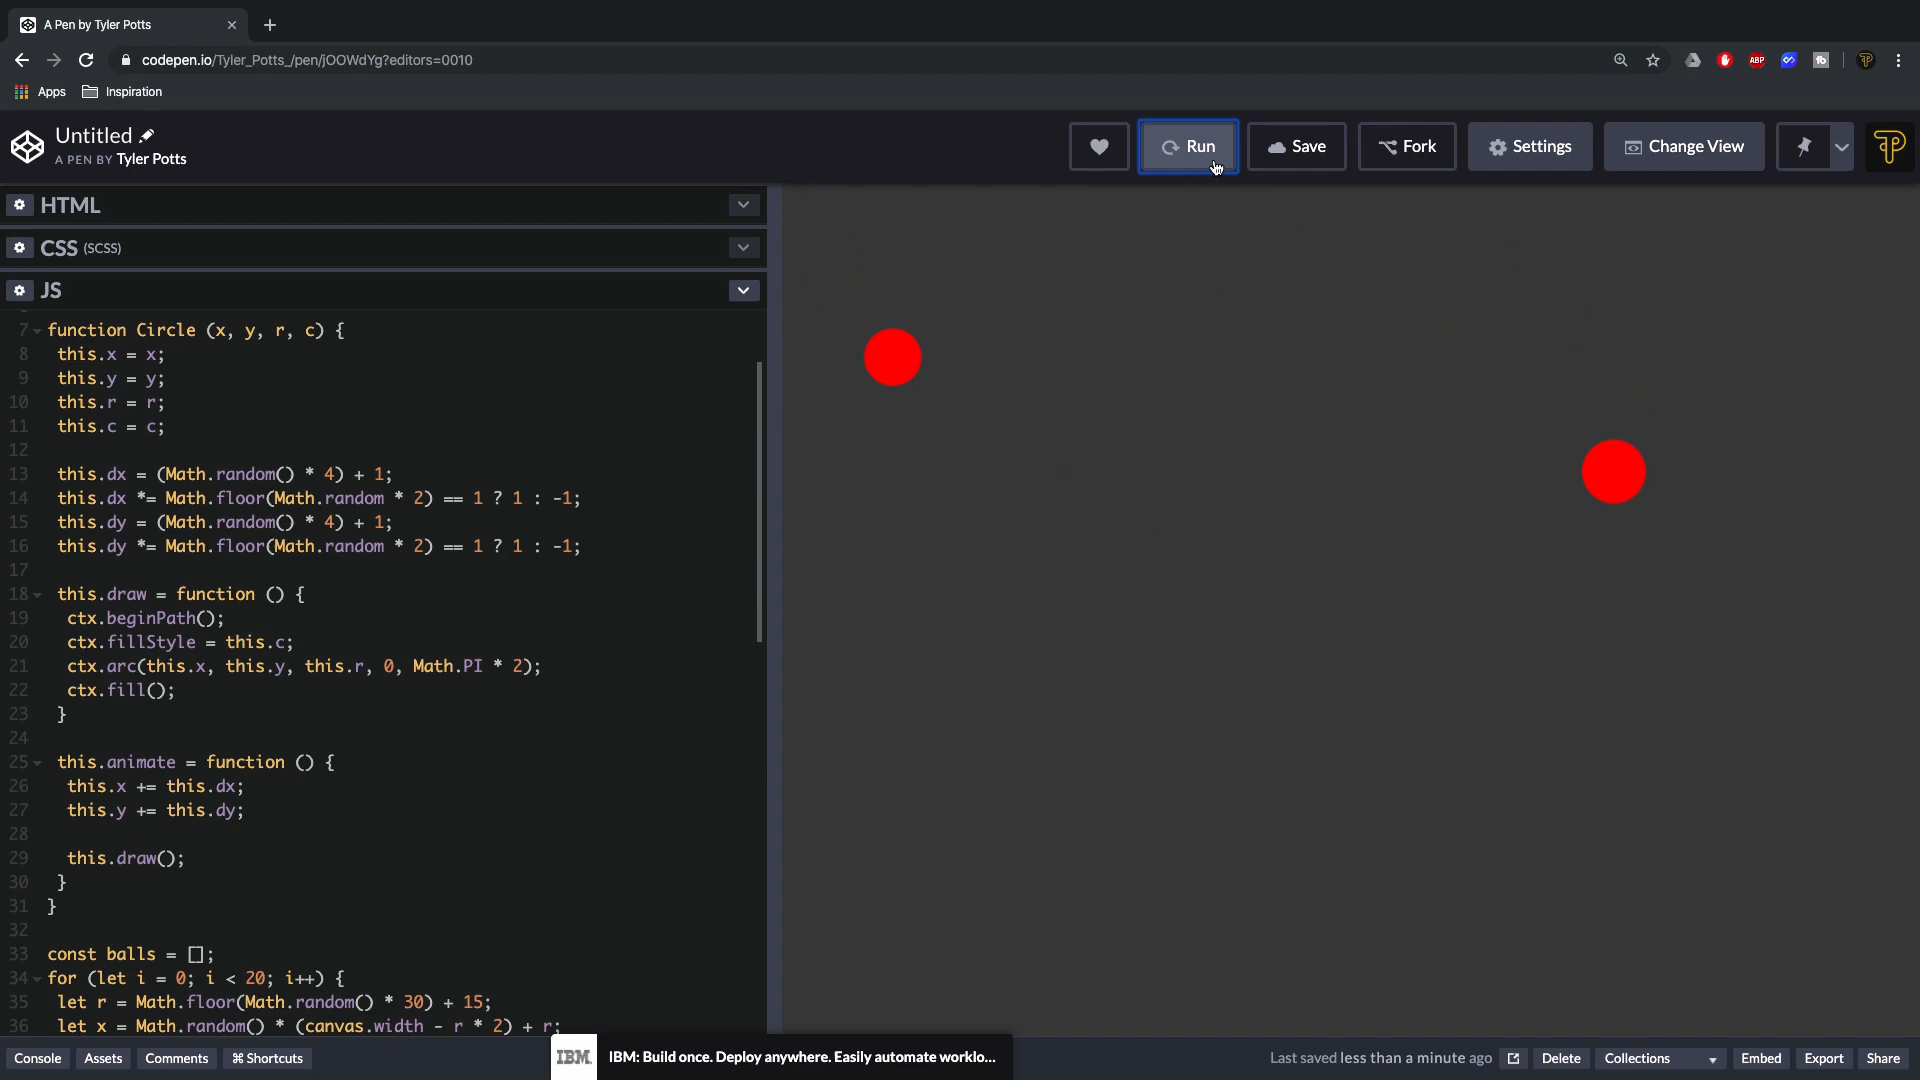 A Pen by Tyler Potts
codepen.io/Tyler_Potts_/pen/jOOWdYg?editors=0010
ABP
tb
Apps
Inspiration
Untitled
A PEN BY Tyler Potts
Run
Save
Fork
Settings
Change View
HTML
CSS (SCSS)
JS
7 function Circle (x, y, r, c) {
8 this.x = x;
9 this.y = y;
10 this.r = r;
11 this.c = c;
12
13 this.dx = (Math.random() * 4) + 1;
14 this.dx *= Math.floor(Math.random * 2) == 1 ? 1 : -1;
15 this.dy = (Math.random() * 4) + 1;
16 this.dy *= Math.floor(Math.random * 2) == 1 ? 1 : -1;
17
18 this.draw = function () {
19 ctx.beginPath();
20 ctx.fillStyle = this.c;
21 ctx.arc(this.x, this.y, this.r, 0, Math.PI * 2);
22 ctx.fill();
23 }
24
25 this.animate = function () {
26 this.x += this.dx;
27 this.y += this.dy;
28
29 this.draw();
30 }
31 }
32
33 const balls = [];
34 for (let i = 0; i < 20; i++) {
35 let r = Math.floor(Math.random() * 30) + 15;
36 let x = Math.random() * (canvas.width - r * 2) + r;
Console
Assets
Comments
⌘ Shortcuts
IBM
IBM: Build once. Deploy anywhere. Easily automate worklo...
Last saved less than a minute ago
Delete
Collections
Embed
Export
Share